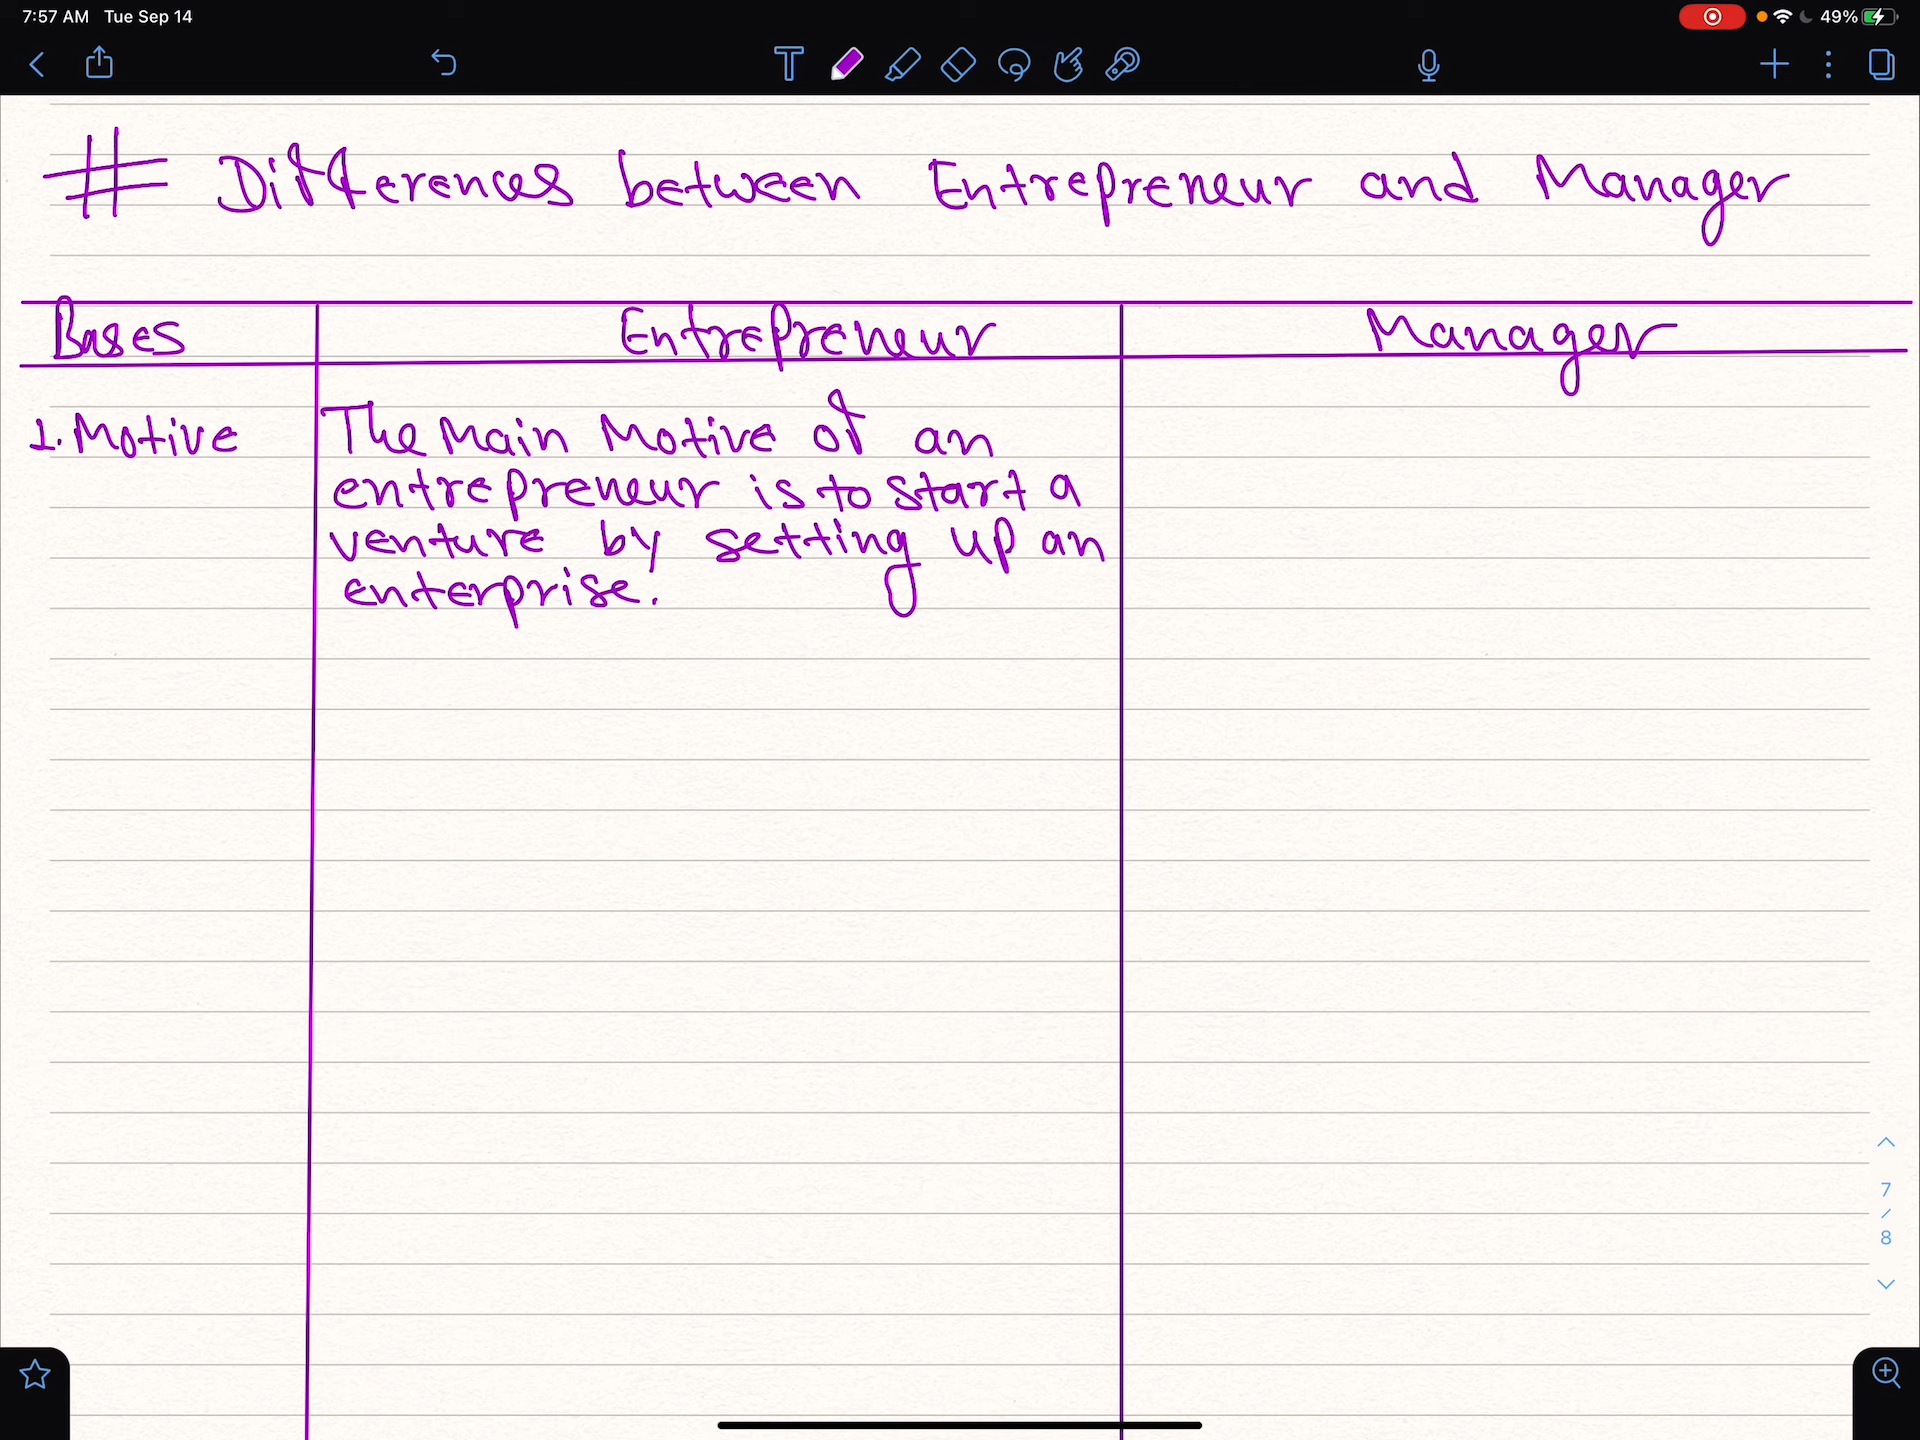 7:57 AM Tue Sep 14
49%
# Differences between Entrepreneur and Manager
Bases Entrepreneur Manager
1. Motive The Main Motive of an
entrepreneur is to start a
venture by setting up an
enterprise.
7
/
8